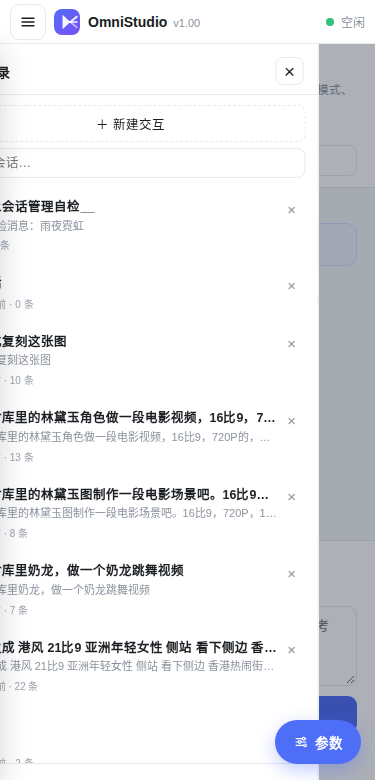 OmniStudio v1.00
空闲
录
模式、
＋ 新建交互
会话…
会话管理自检__
检消息：雨夜霓虹
条
前 · 0 条
复刻这张图
复刻这张图
· 10 条
库里的林黛玉角色做一段电影视频，16比9，7…
库里的林黛玉角色做一段电影视频，16比9，720P的，…
· 13 条
库里的林黛玉图制作一段电影场景吧。16比9…
库里的林黛玉图制作一段电影场景吧。16比9，720P，1…
· 8 条
库里奶龙，做一个奶龙跳舞视频
库里奶龙，做一个奶龙跳舞视频
· 7 条
成 港风 21比9 亚洲年轻女性 侧站 看下侧边 香…
成 港风 21比9 亚洲年轻女性 侧站 看下侧边 香港热闹街…
考
前 · 22 条
参数